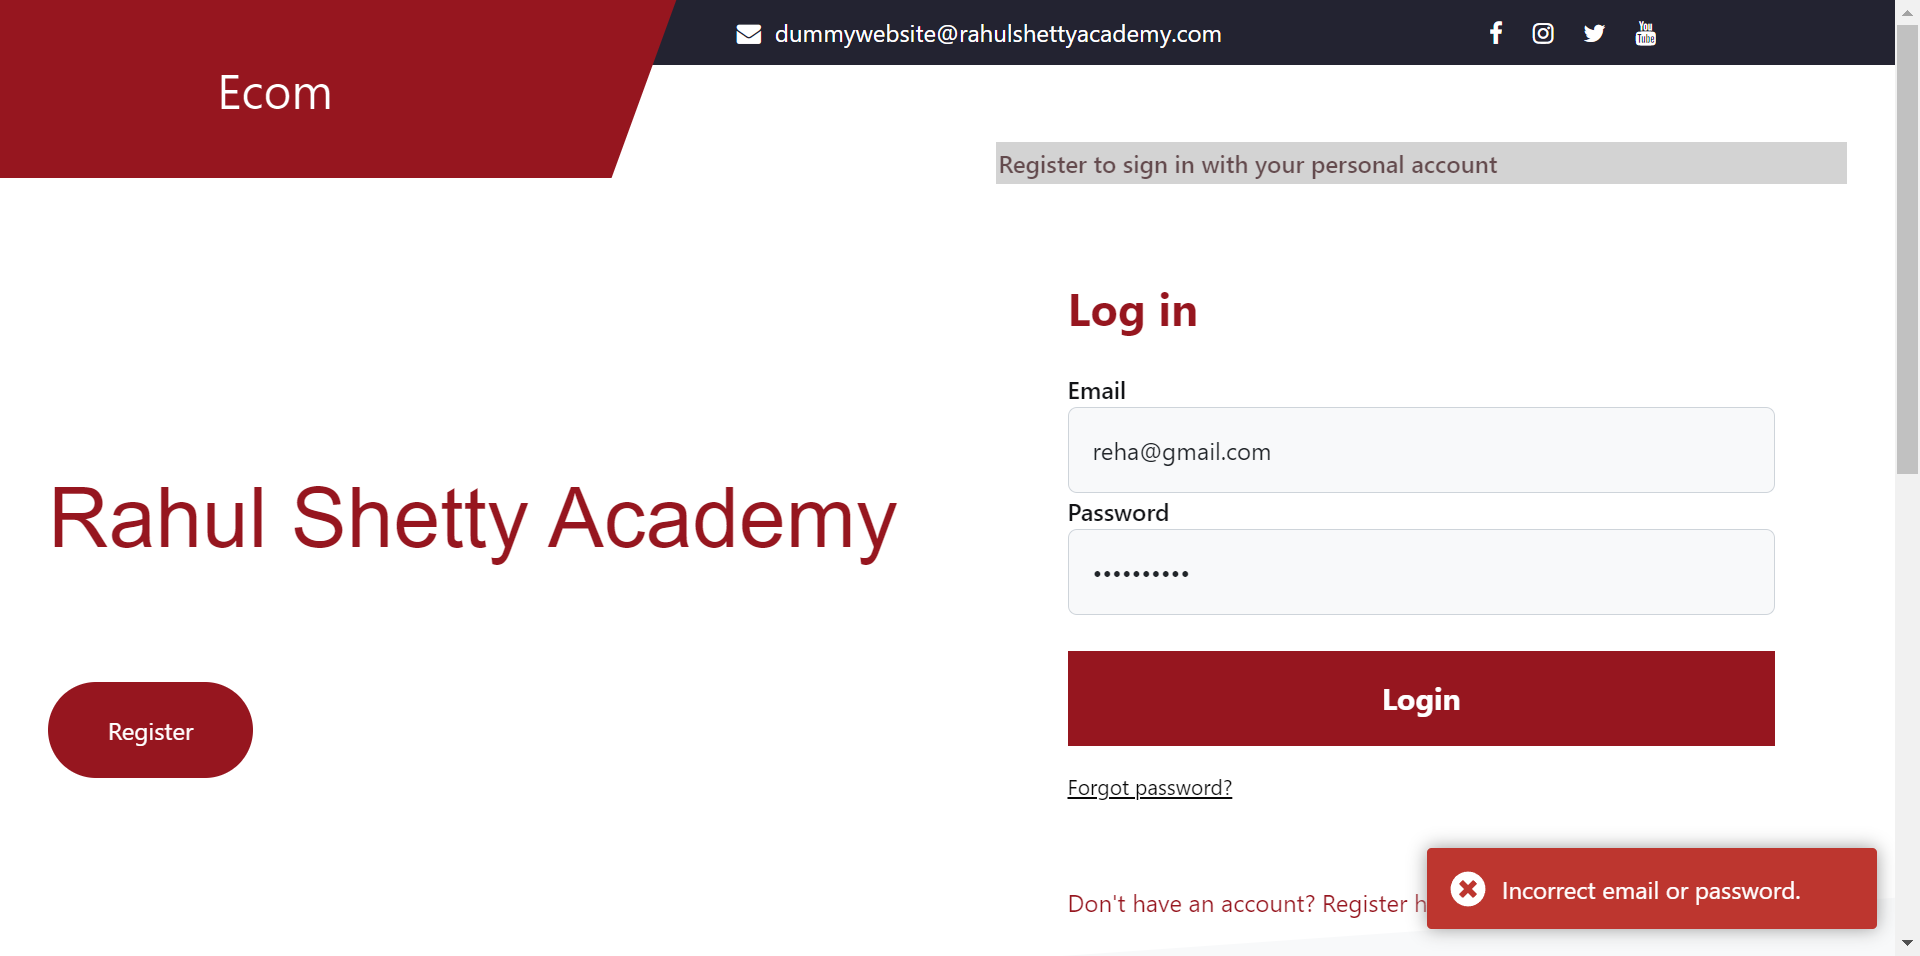 Ecom
dummywebsite@rahulshettyacademy.com
You
Tube
Register to sign in with your personal account
Rahul Shetty Academy
Register
Log in
Email
reha@gmail.com
Password
••••••••••
Login
Forgot password?
Don't have an account? Register h
Incorrect email or password.